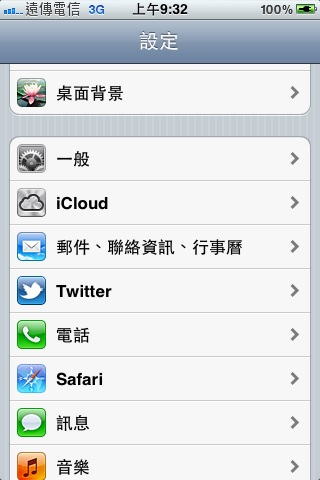 遠傳電信 3G 上午9:32 100%
設定
桌面背景
一般
iCloud
郵件、聯絡資訊、行事曆
Twitter
電話
Safari
訊息
音樂